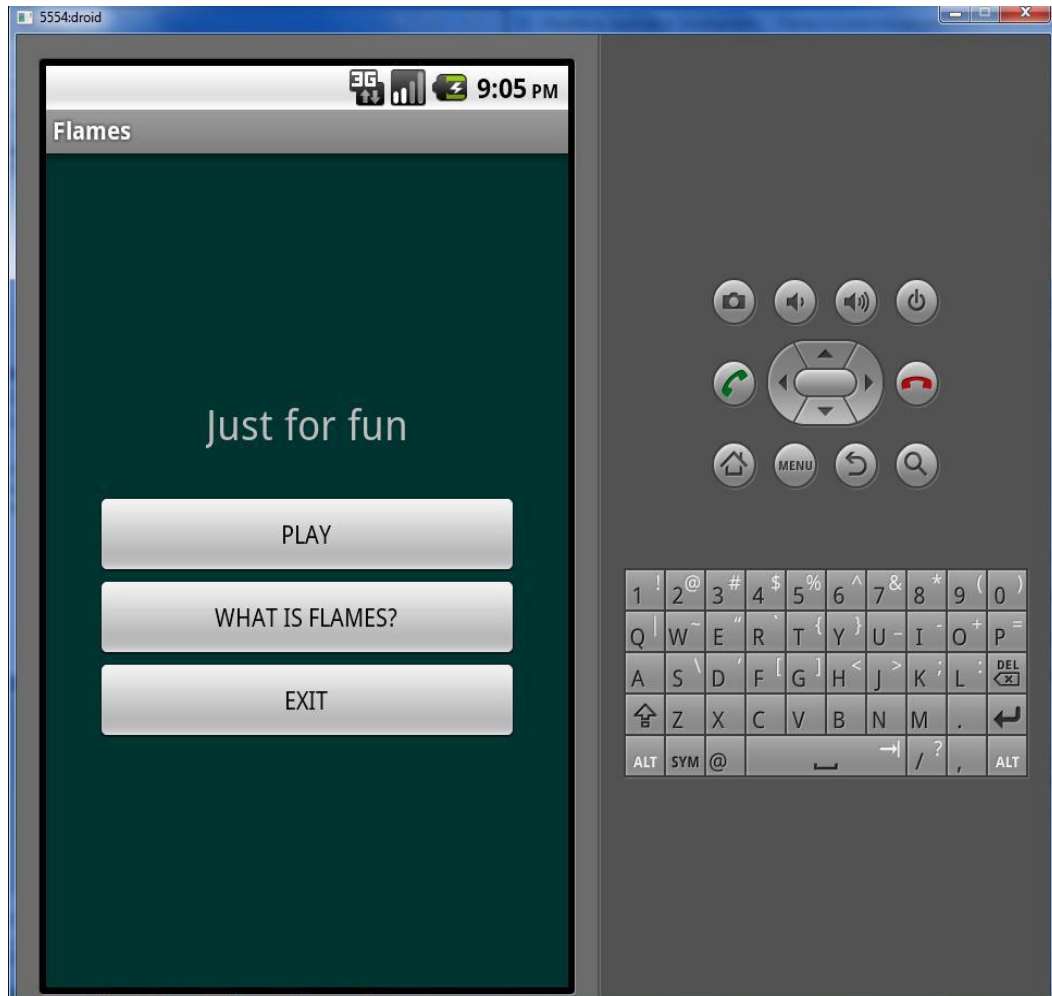 5554:droid
3G 9:05 PM
Flames
Just for fun
PLAY
WHAT IS FLAMES?
EXIT
MENU
1 ! 2 @ 3 # 4 $ 5 % 6 ^ 7 & 8 * 9 ( 0 )
Q | W ~ E " R ` T { Y } U - I - O + P =
A S \ D ' F [ G ] H < J > K ; L : DEL
Z X C V B N M .
ALT SYM @ / ? , ALT